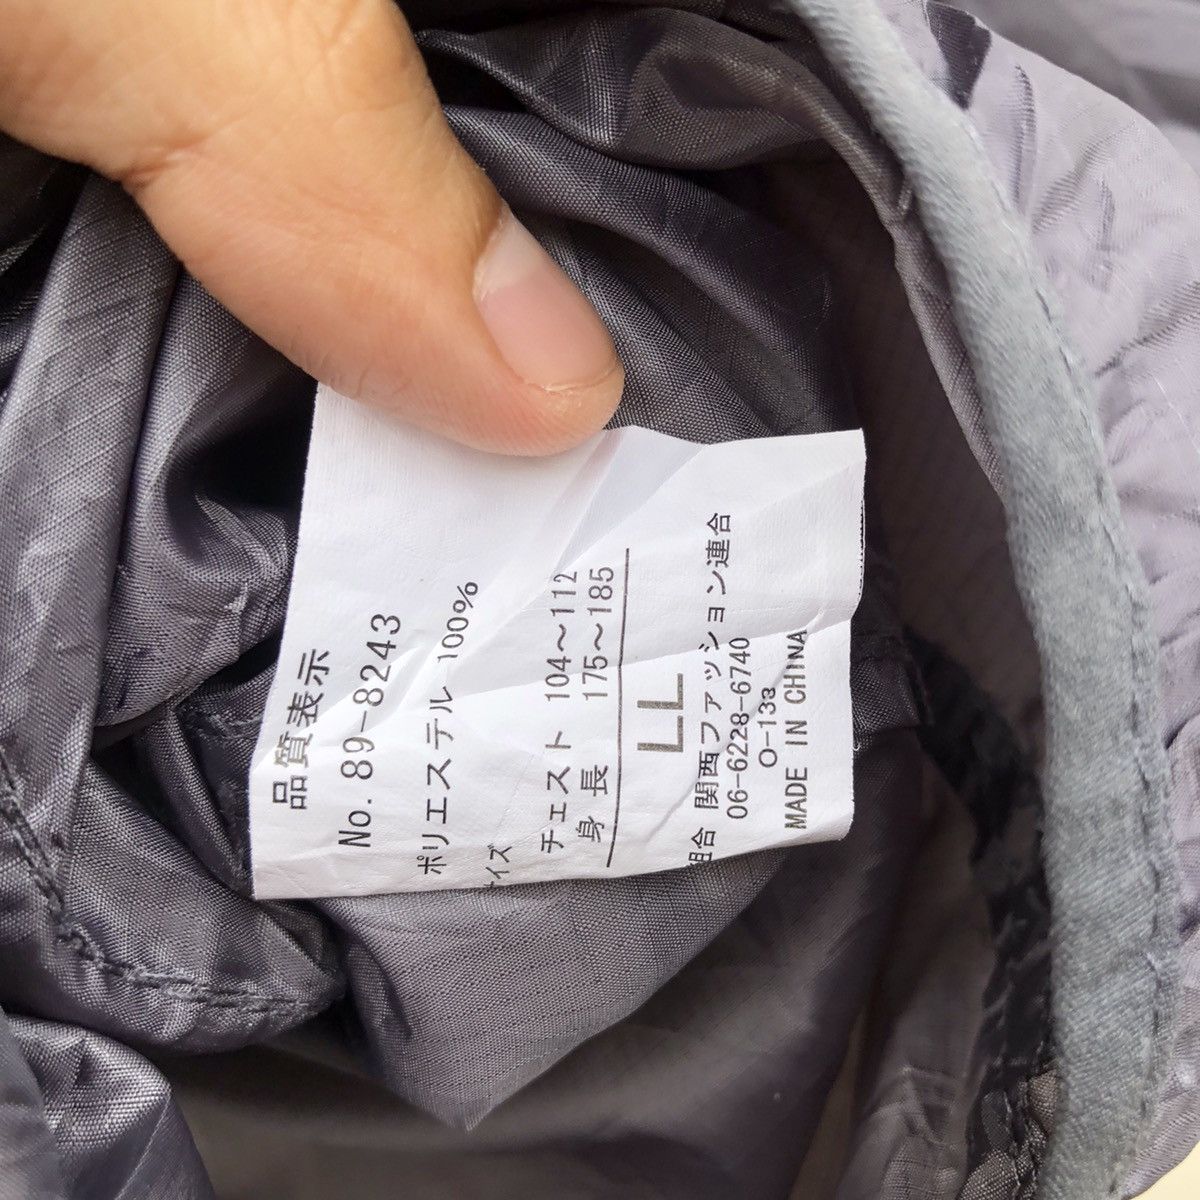 品質表示
No. 89-8243
ポリエステル 100%
イズ
チェスト 104～112
身 長 175～185
LL
組合 関西ファッション連合
06-6228-6740
O-133
MADE IN CHINA